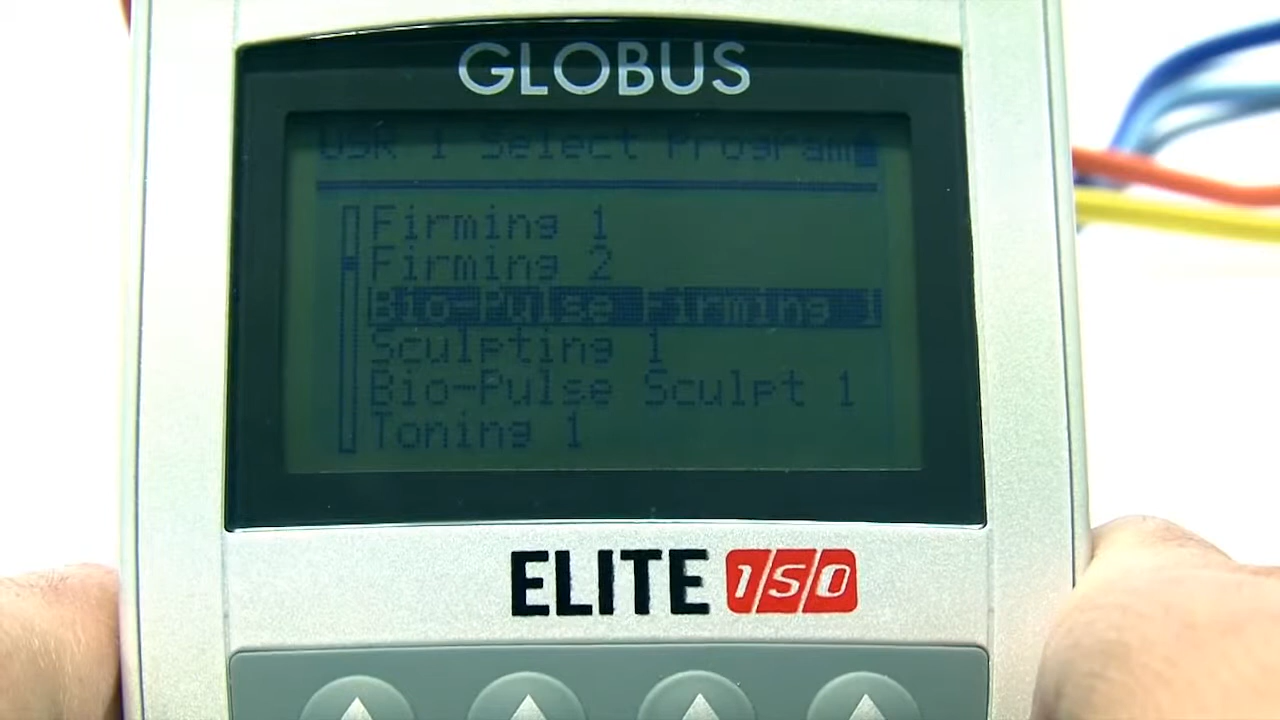 GLOBUS
USR 1 Select Program
Firming 1
Firming 2
Bio-Pulse Firming 1
Sculpting 1
Bio-Pulse Sculpt 1
Toning 1
ELITE 150